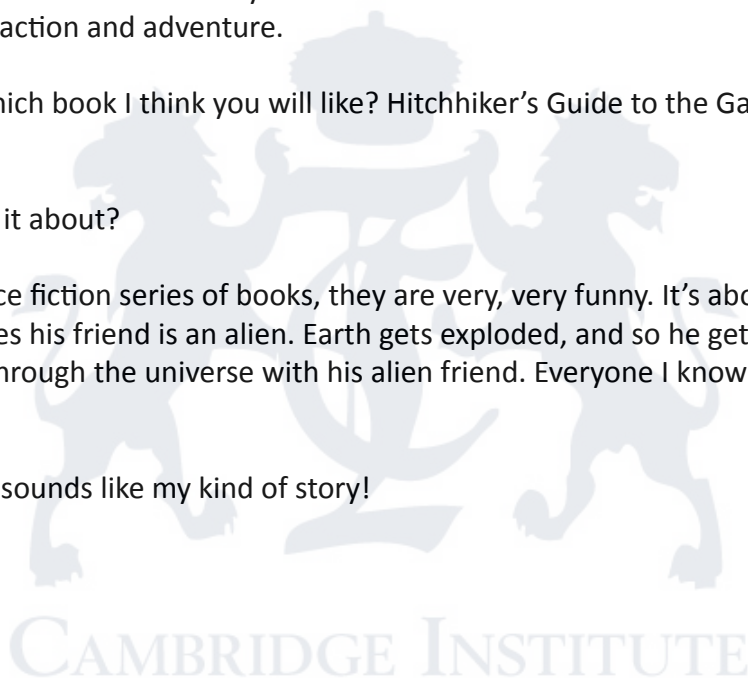 action and adventure.
hich book I think you will like? Hitchhiker's Guide to the Ga
it about?
ce fiction series of books, they are very, very funny. It's abo
es his friend is an alien. Earth gets exploded, and so he get
hrough the universe with his alien friend. Everyone I know
sounds like my kind of story!
CAMBRIDGE INSTITUTE